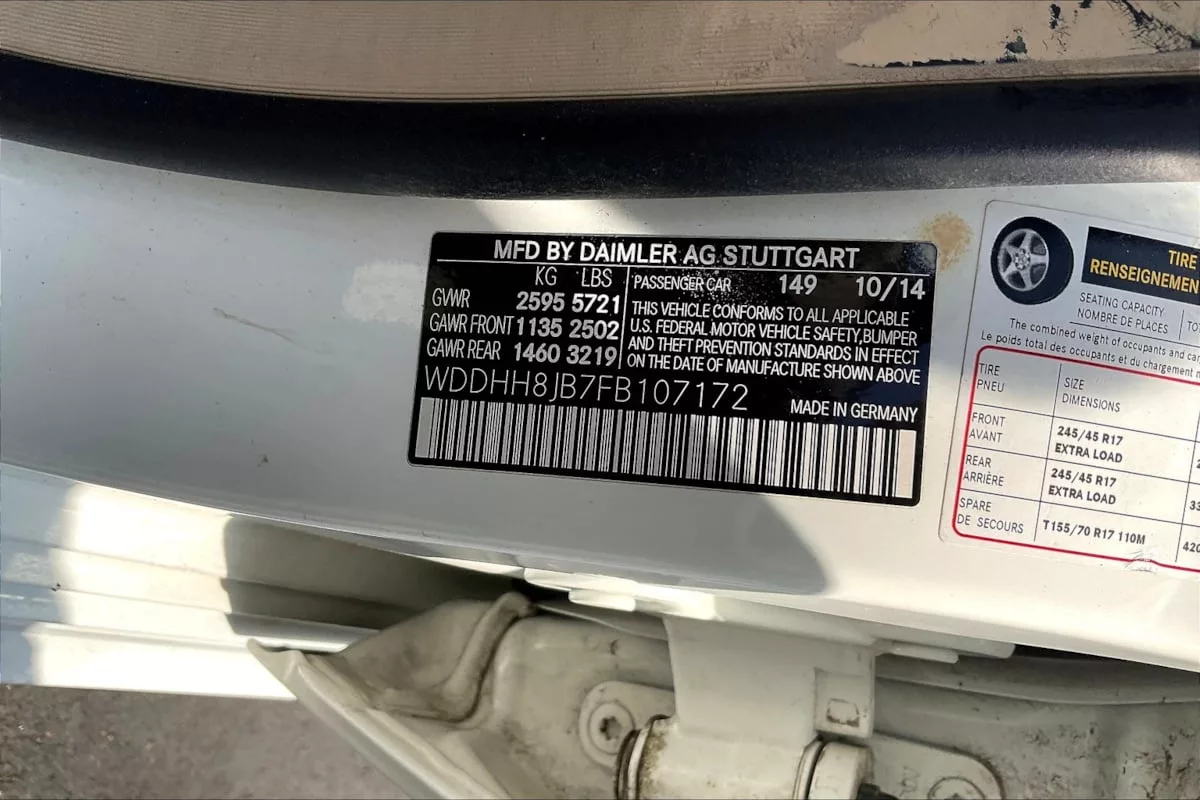 MFD BY DAIMLER AG STUTTGART
KG LBS
GVWR 2595 5721
GAWR FRONT 1135 2502
GAWR REAR 1460 3219
PASSENGER CAR 149 10/14
THIS VEHICLE CONFORMS TO ALL APPLICABLE
U.S. FEDERAL MOTOR VEHICLE SAFETY, BUMPER
AND THEFT PREVENTION STANDARDS IN EFFECT
ON THE DATE OF MANUFACTURE SHOWN ABOVE
WDDHH8JB7FB107172
MADE IN GERMANY
TIRE
RENSEIGNEMEN
SEATING CAPACITY
NOMBRE DE PLACES
The combined weight of occupants and car
Le poids total des occupants et du chargement
TIRE SIZE
PNEU DIMENSIONS
FRONT 245/45 R17
AVANT EXTRA LOAD
REAR 245/45 R17
ARRIÈRE EXTRA LOAD
SPARE T155/70 R17 110M
DE SECOURS